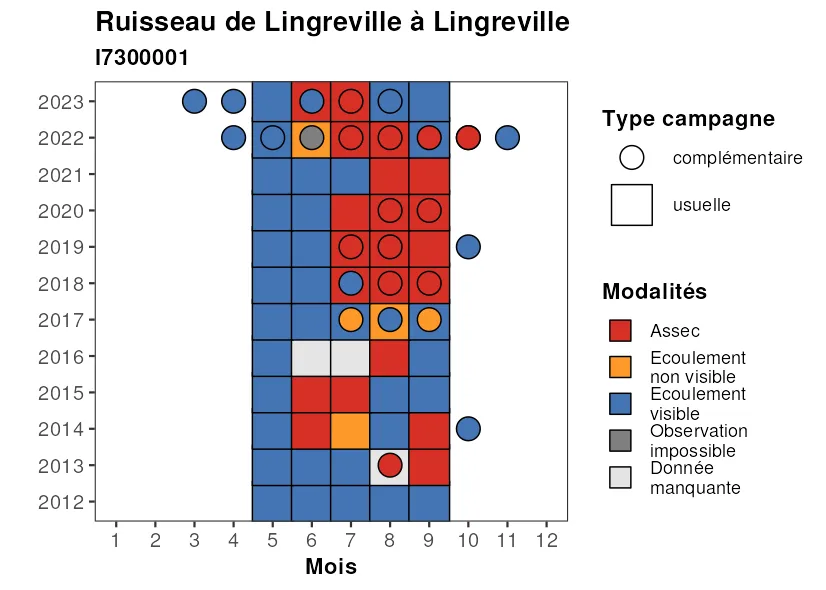 Ruisseau de Lingreville à Lingreville
I7300001
2023
2022
2021
2020
2019
2018
2017
2016
2015
2014
2013
2012
1 2 3 4 5 6 7 8 9 10 11 12
Mois
Type campagne
complémentaire
usuelle
Modalités
Assec
Ecoulement
non visible
Ecoulement
visible
Observation
impossible
Donnée
manquante